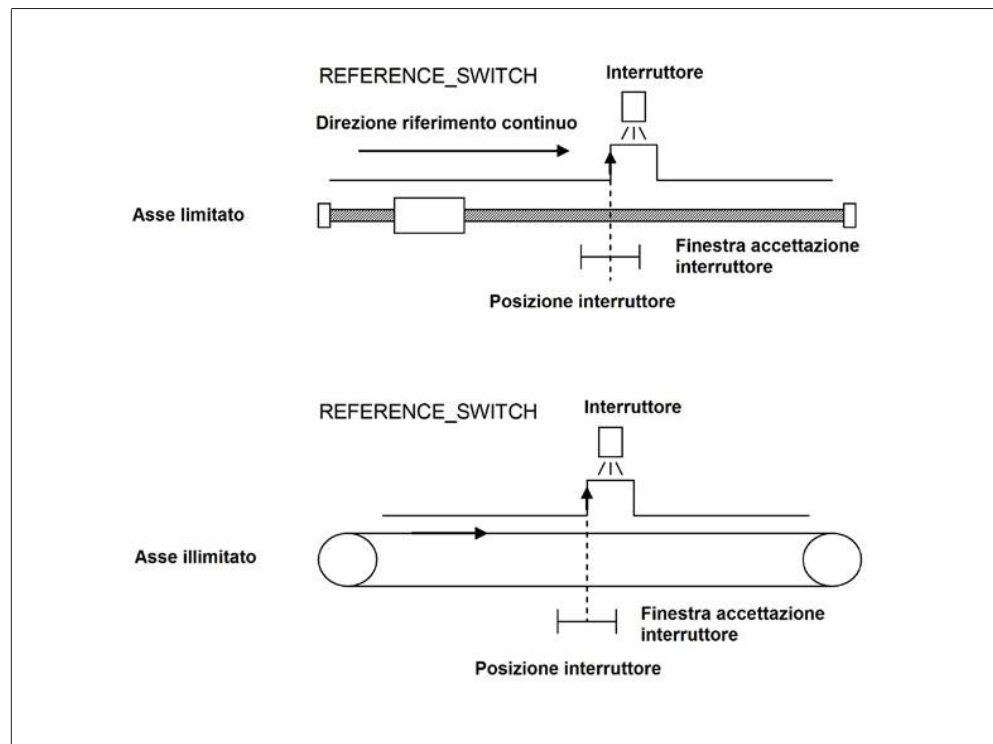 REFERENCE_SWITCH
Interruttore
Direzione riferimento continuo
Asse limitato
Finestra accettazione
interruttore
Posizione interruttore
REFERENCE_SWITCH
Interruttore
Asse illimitato
Finestra accettazione
interruttore
Posizione interruttore